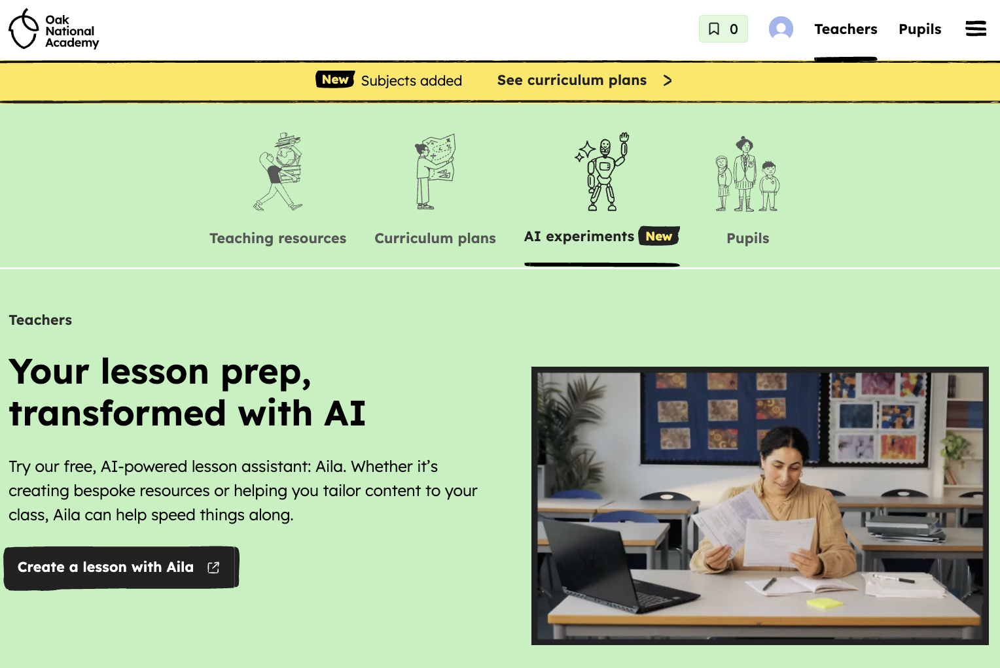 Oak
National
Academy
0
Teachers
Pupils
New Subjects added
See curriculum plans
Teaching resources
Curriculum plans
AI experiments New
Pupils
Teachers
Your lesson prep,
transformed with AI
Try our free, AI-powered lesson assistant: Aila. Whether it’s
creating bespoke resources or helping you tailor content to your
class, Aila can help speed things along.
Create a lesson with Aila